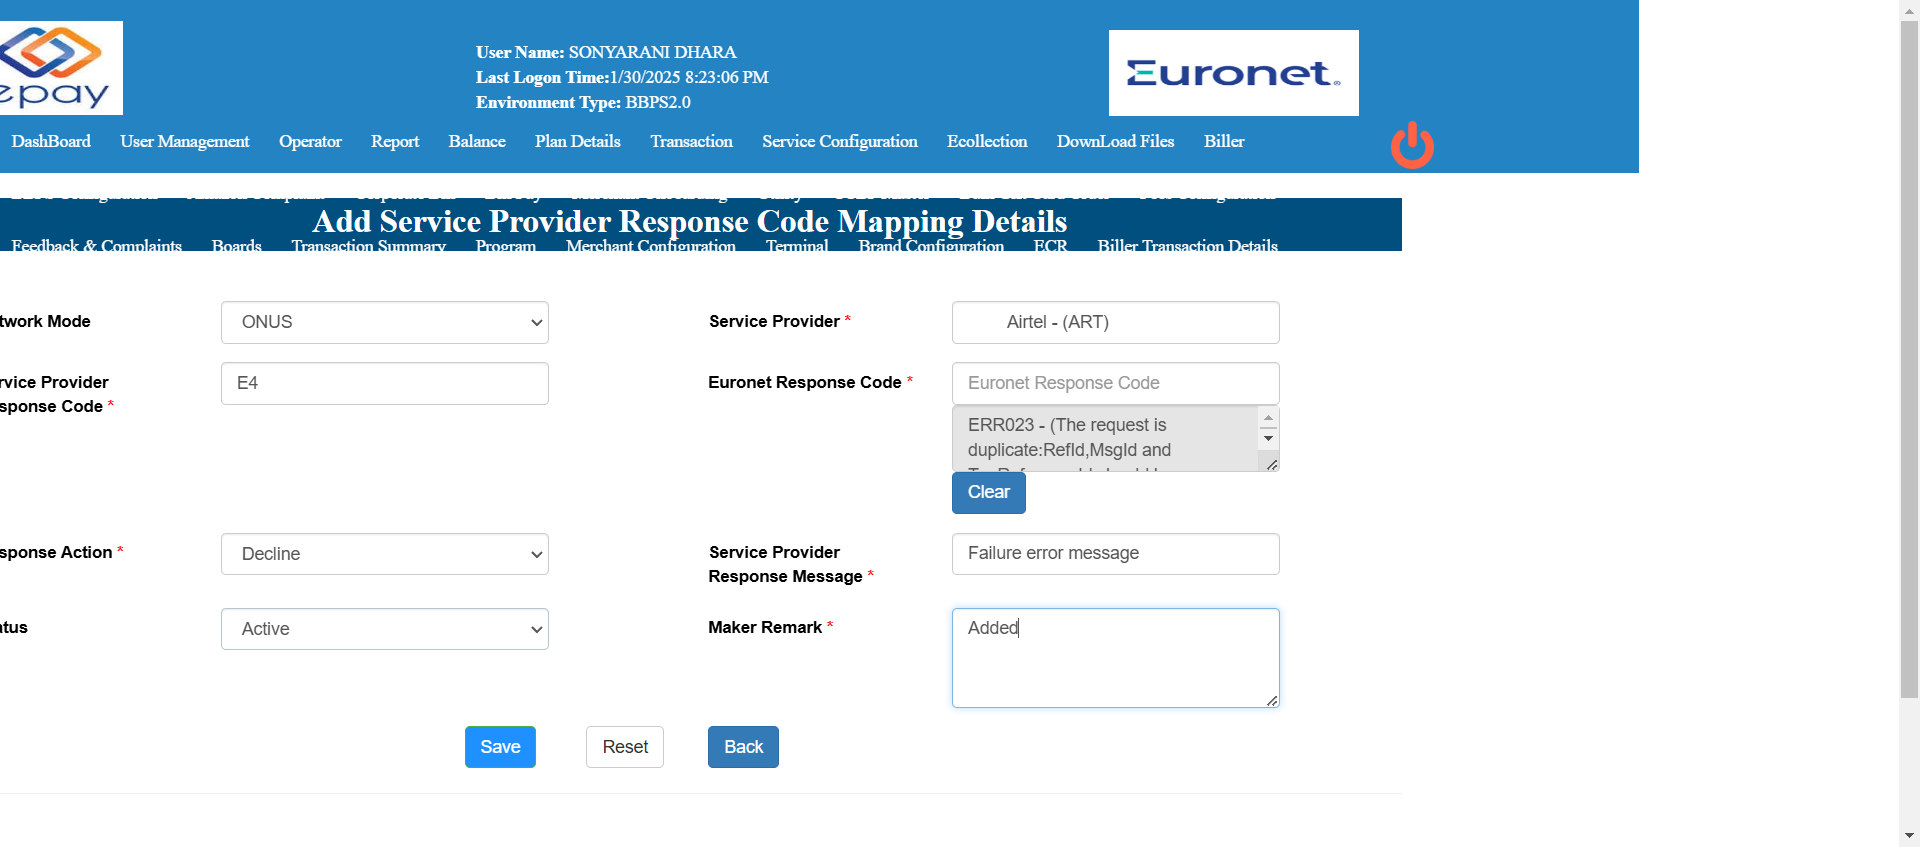 epay
User Name: SONYARANI DHARA
Last Logon Time:1/30/2025 8:23:06 PM
Environment Type: BBPS2.0
Euronet
DashBoard User Management Operator Report Balance Plan Details Transaction Service Configuration Ecollection DownLoad Files Biller
Add Service Provider Response Code Mapping Details
Feedback & Complaints Boards Transaction Summary Program Merchant Configuration Terminal Brand Configuration ECR Biller Transaction Details
twork Mode
ONUS
Service Provider *
Airtel - (ART)
rvice Provider
sponse Code *
E4
Euronet Response Code *
Euronet Response Code
ERR023 - (The request is
duplicate:RefId,MsgId and
Clear
sponse Action *
Decline
Service Provider
Response Message *
Failure error message
atus
Active
Maker Remark *
Added
Save
Reset
Back